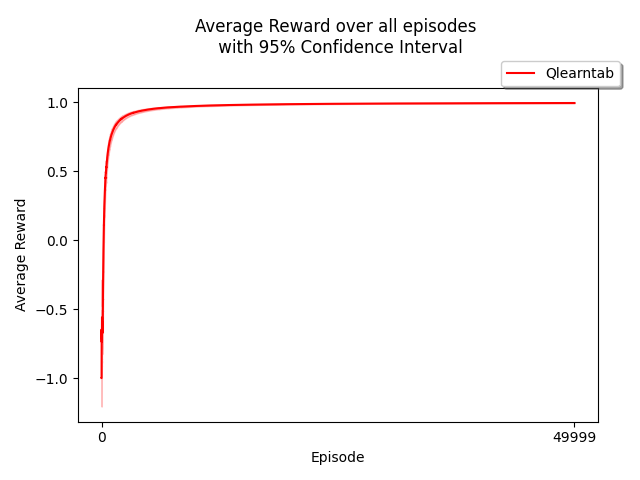 Average Reward over all episodes
with 95% Confidence Interval
Qlearntab
1.0
0.5
0.0
−0.5
−1.0
Average Reward
0
49999
Episode